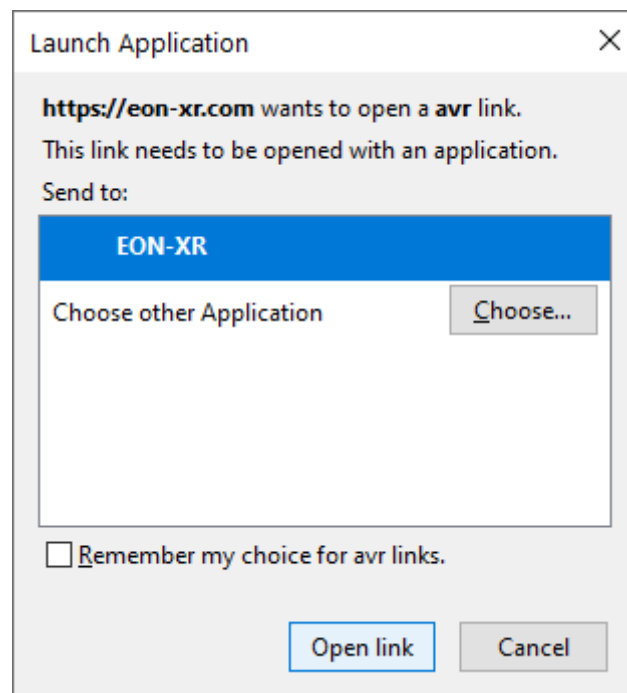 Launch Application
https://eon-xr.com wants to open a avr link.
This link needs to be opened with an application.
Send to:
EON-XR
Choose other Application
Choose...
Remember my choice for avr links.
Open link
Cancel